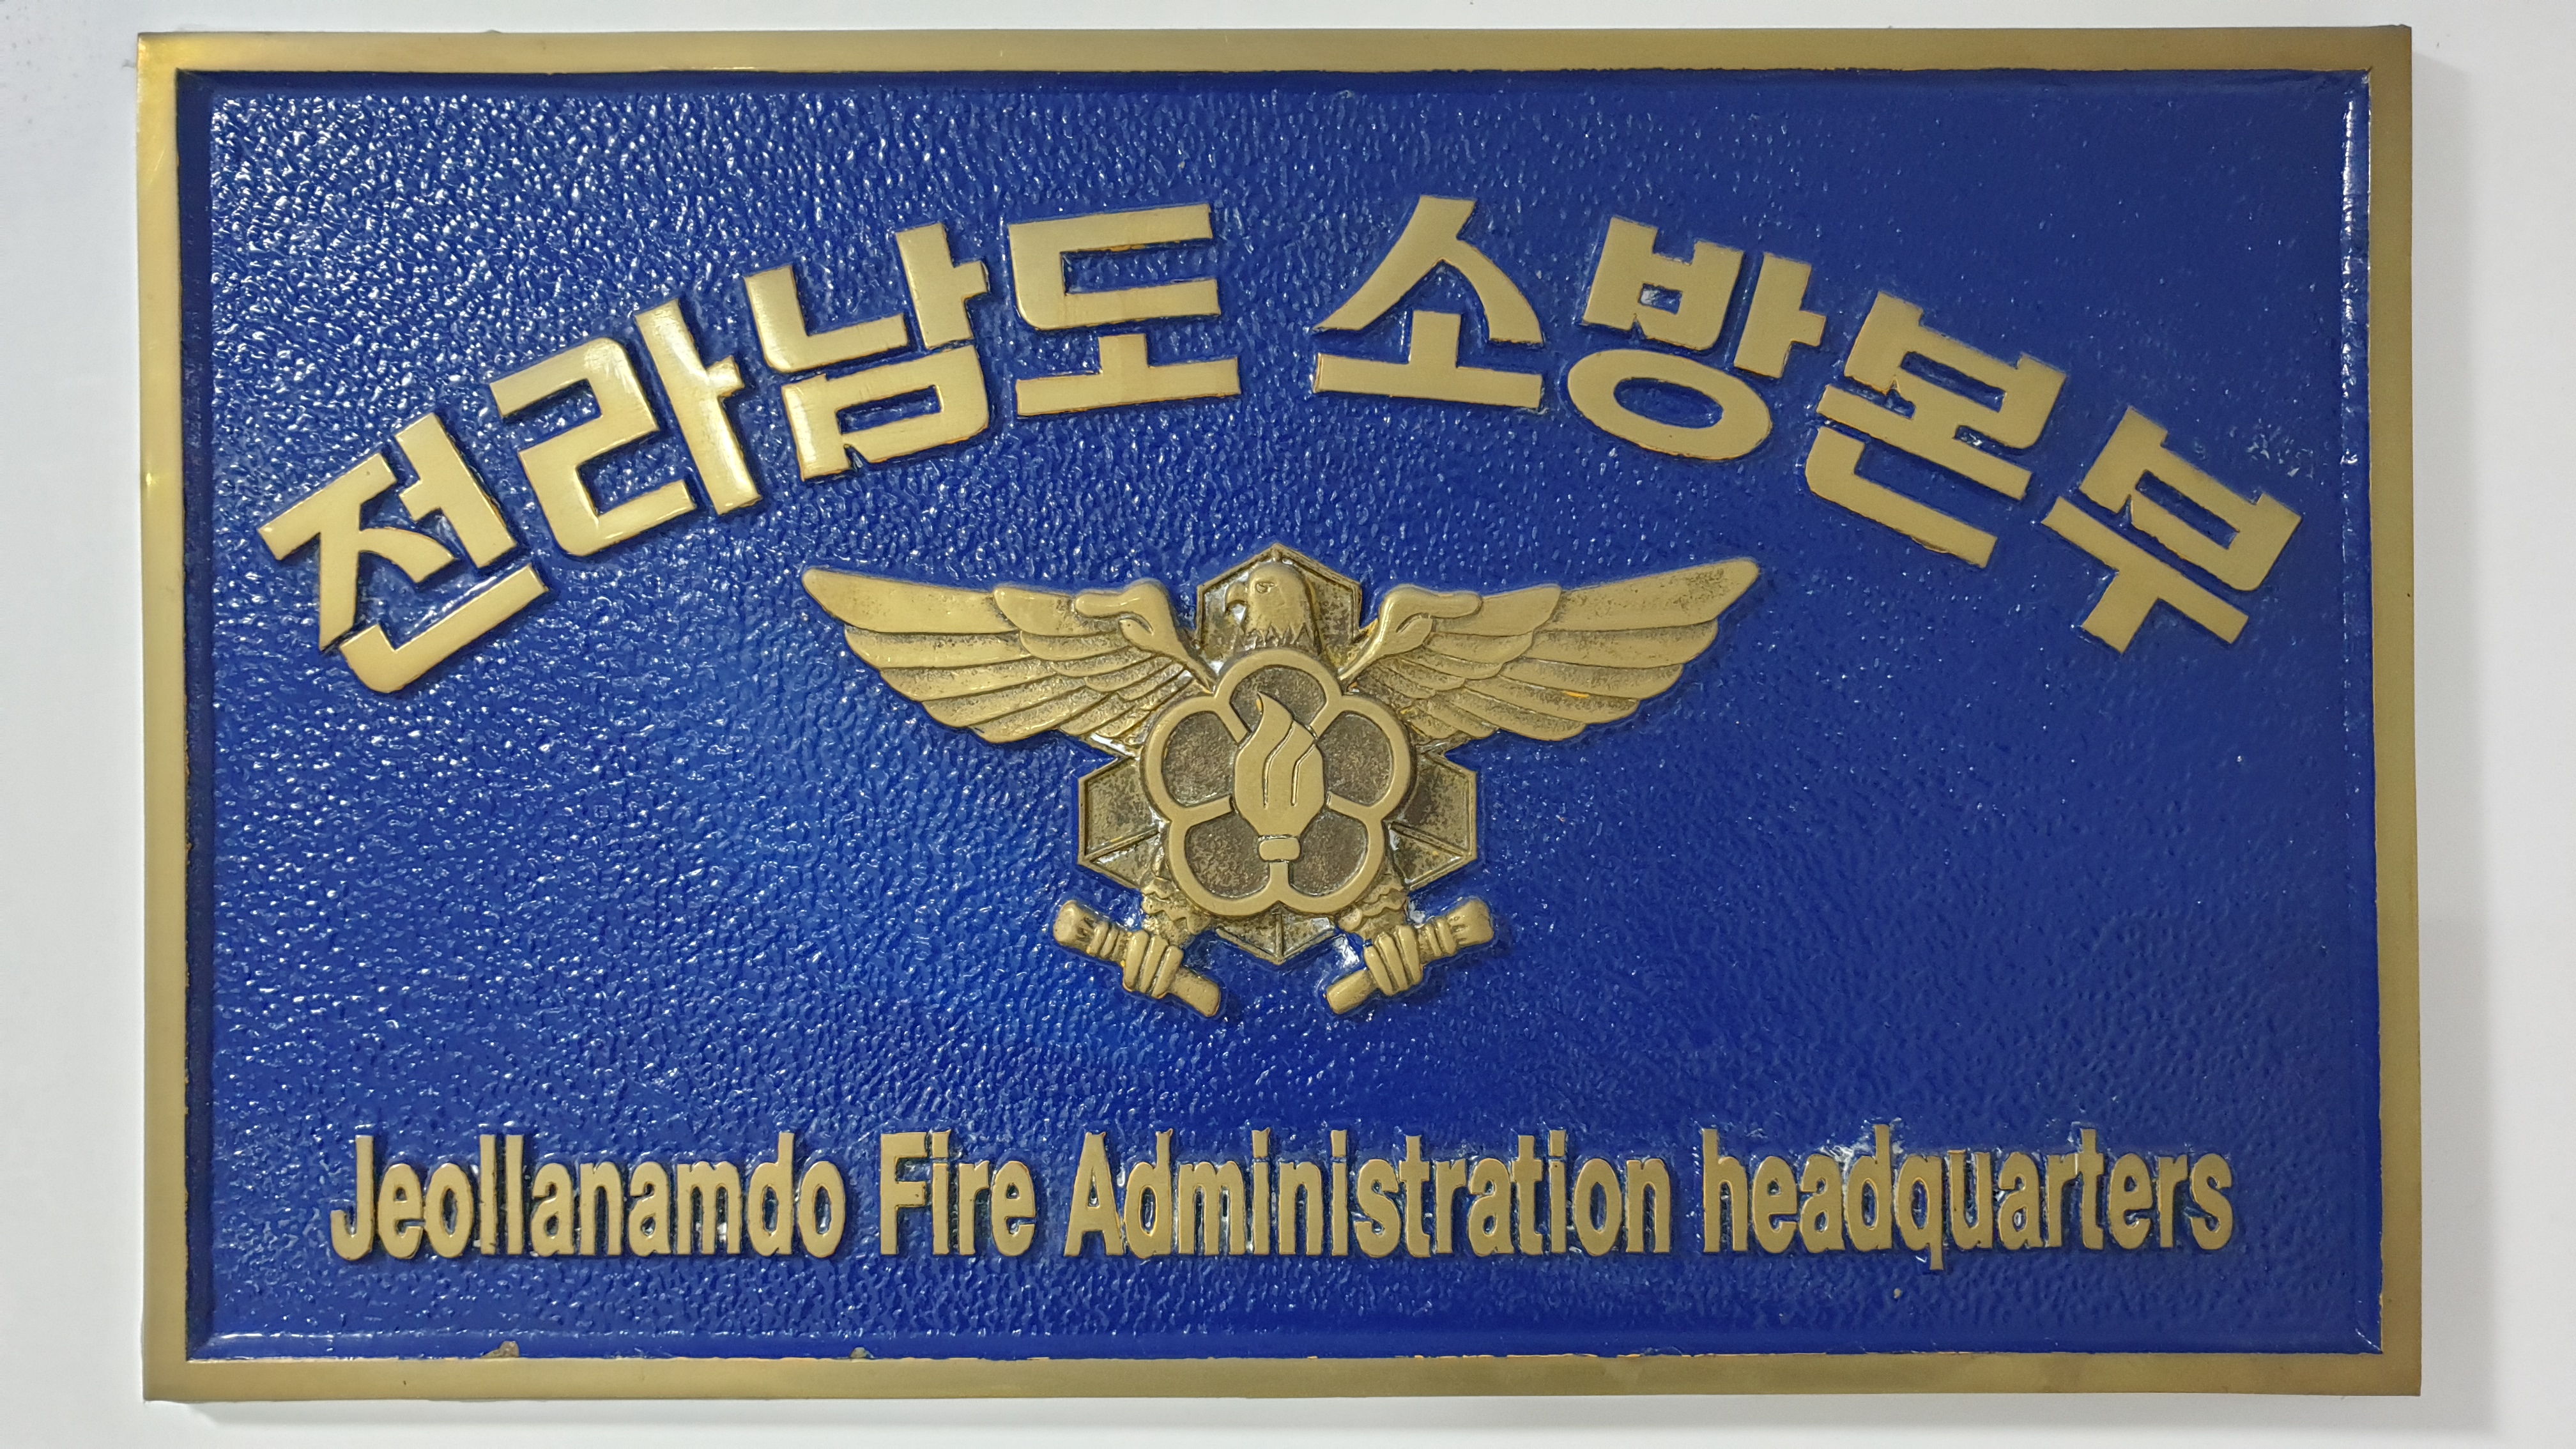 전라남도 소방본부
Jeollanamdo Fire Administration headquarters